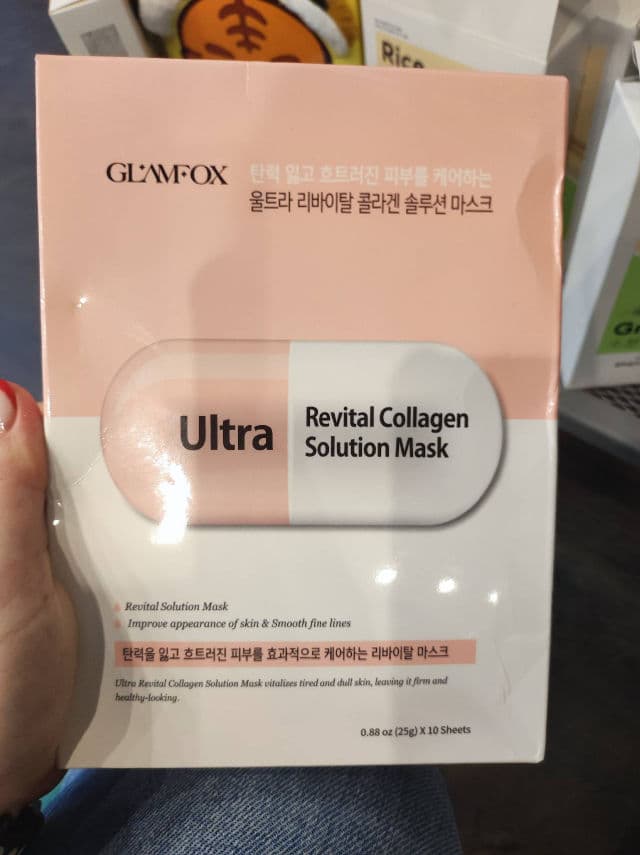 Rice
GLAMFOX
탄력 잃고 흐트러진 피부를 케어하는
울트라 리바이탈 콜라겐 솔루션 마스크
Ultra
Revital Collagen
Solution Mask
Revital Solution Mask
Improve appearance of skin & Smooth fine lines
탄력을 잃고 흐트러진 피부를 효과적으로 케어하는 리바이탈 마스크
Ultra Revital Collagen Solution Mask vitalizes tired and dull skin, leaving it firm and
healthy-looking.
0.88 oz (25g) X 10 Sheets